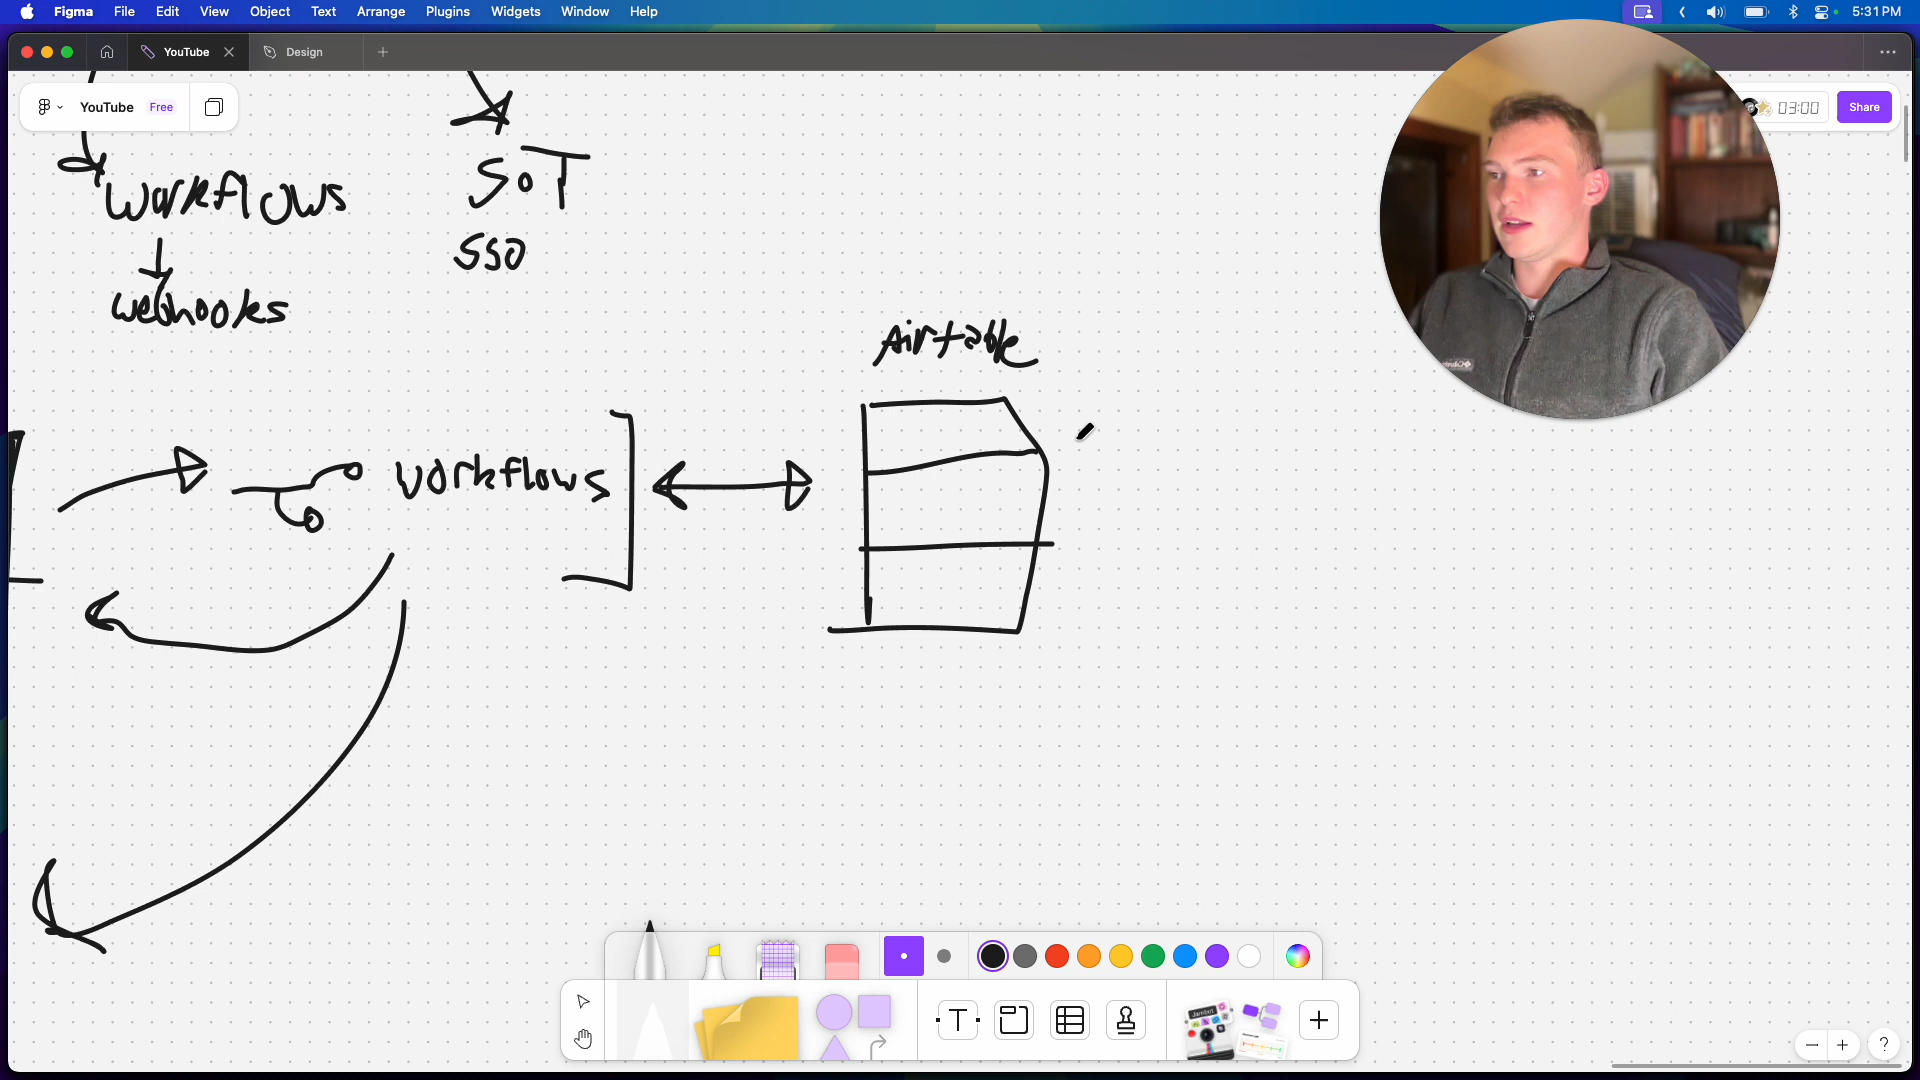 Figma File Edit View Object Text Arrange Plugins Widgets Window Help 5:31 PM
YouTube Design
YouTube Free 03:00 Share
SoT
workflows
SSO
webhooks
Airtable
workflows
Jambot
T
?